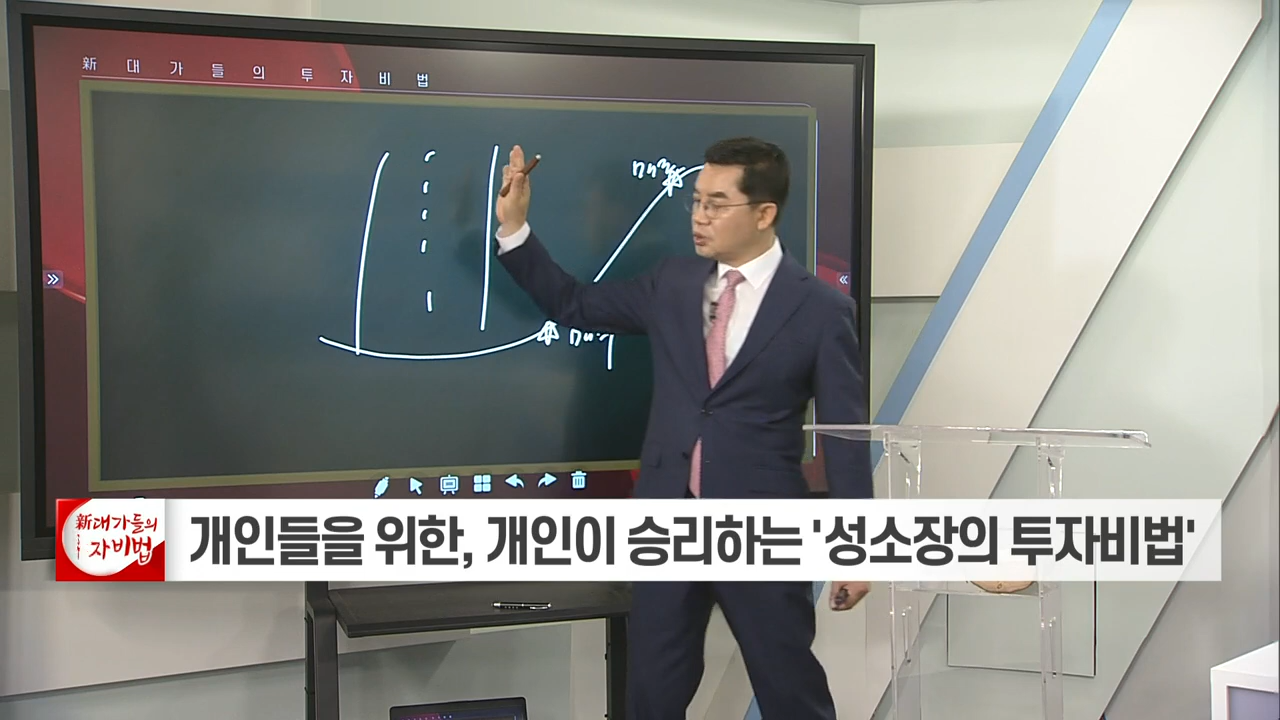 新 대 가 들 의 투 자 비 법
매매
新대가들의
자비법
개인들을 위한, 개인이 승리하는 '성소장의 투자비법'